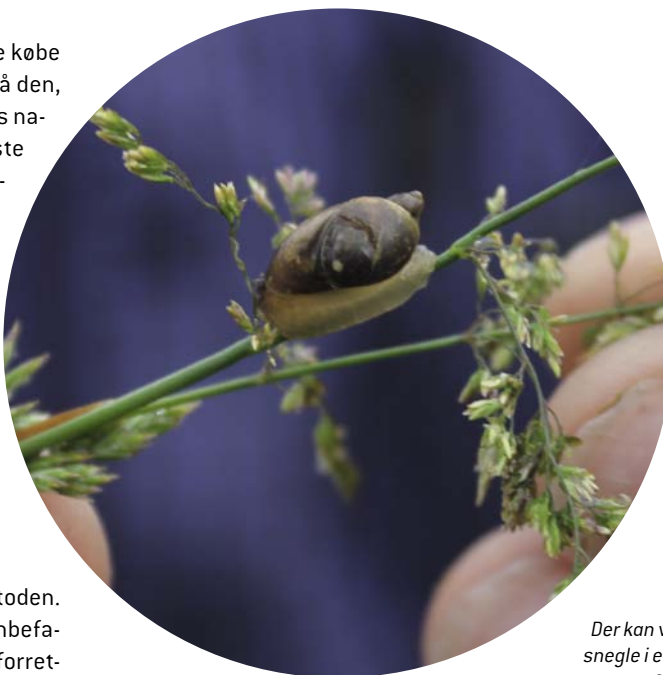 købe
å den,
s na-
ste
-
toden.
nbefa-
forret-
Der kan v
snegle i e